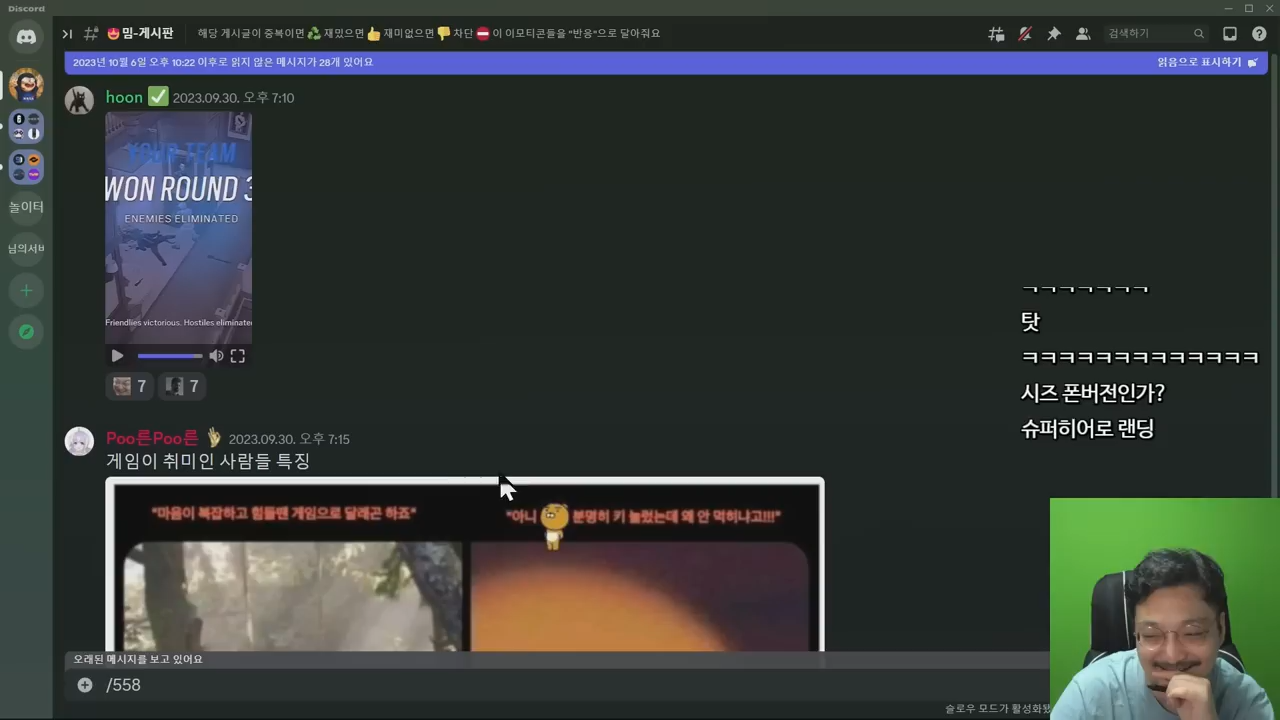 Discord
밈-게시판
해당 게시글이 중복이면 재밌으면 재미없으면 차단 이 이모티콘들을 "반응"으로 달아줘요
검색하기
2023년 10월 6일 오후 10:22 이후로 읽지 않은 메시지가 28개 있어요
읽음으로 표시하기
hoon 2023.09.30. 오후 7:10
YOUR TEAM
WON ROUND 3
ENEMIES ELIMINATED
Friendlies victorious. Hostiles eliminated
7 7
놀이터
님의서버
ㅋㅋㅋㅋㅋㅋㅋ
탓
ㅋㅋㅋㅋㅋㅋㅋㅋㅋㅋㅋㅋㅋ
시즈 폰버전인가?
슈퍼히어로 랜딩
Poo른Poo른 2023.09.30. 오후 7:15
게임이 취미인 사람들 특징
"마음이 복잡하고 힘들땐 게임으로 달래곤 하죠"
"아니 분명히 키 눌렀는데 왜 안 먹히냐고!!!"
오래된 메시지를 보고 있어요
/558
슬로우 모드가 활성화됐